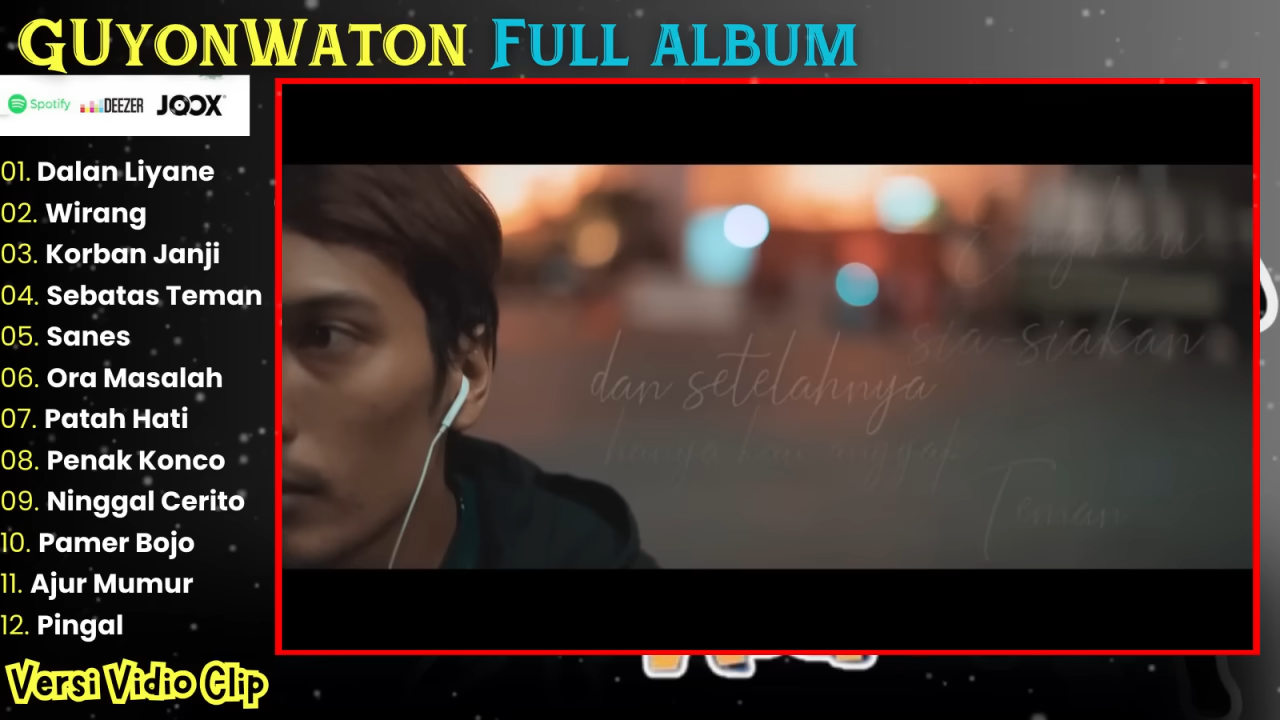 GUYONWATON FULL ALBUM
Spotify DEEZER JOOX
01. Dalan Liyane
02. Wirang
03. Korban Janji
04. Sebatas Teman
05. Sanes
06. Ora Masalah
07. Patah Hati
08. Penak Konco
09. Ninggal Cerito
10. Pamer Bojo
11. Ajur Mumur
12. Pingal
Versi Vidio Clip
sia-siakan
dan setelahnya
Teman